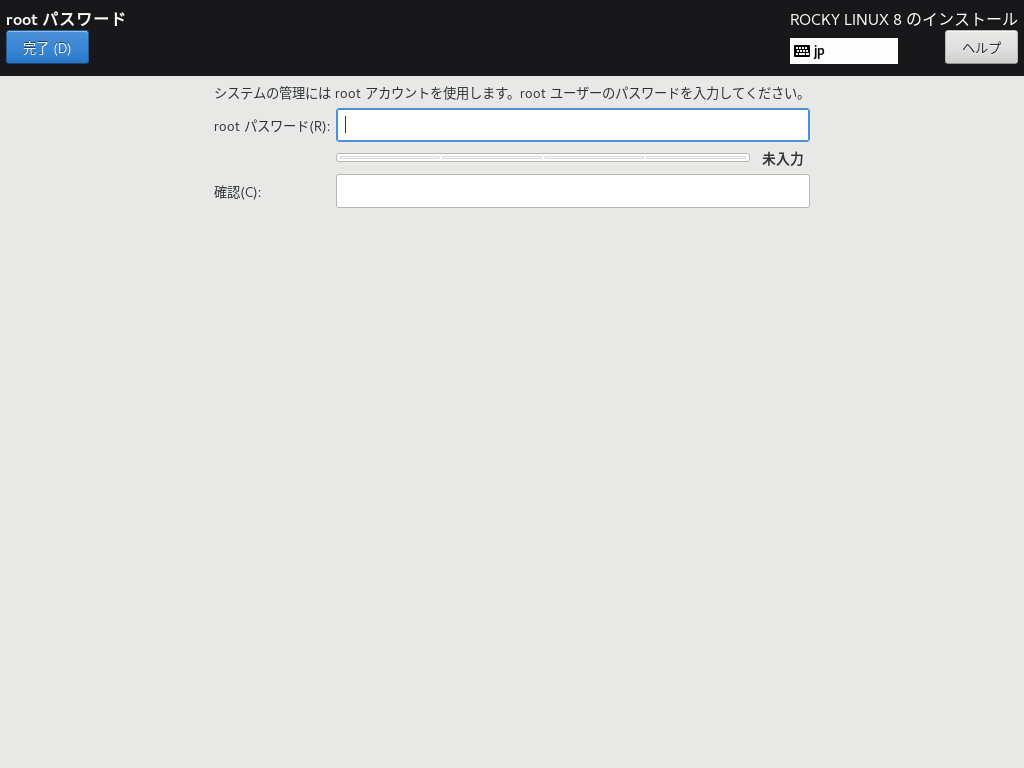 root パスワード
ROCKY LINUX 8 のインストール
完了 (D)
jp
ヘルプ
システムの管理には root アカウントを使用します。root ユーザーのパスワードを入力してください。
root パスワード(R):
未入力
確認(C):